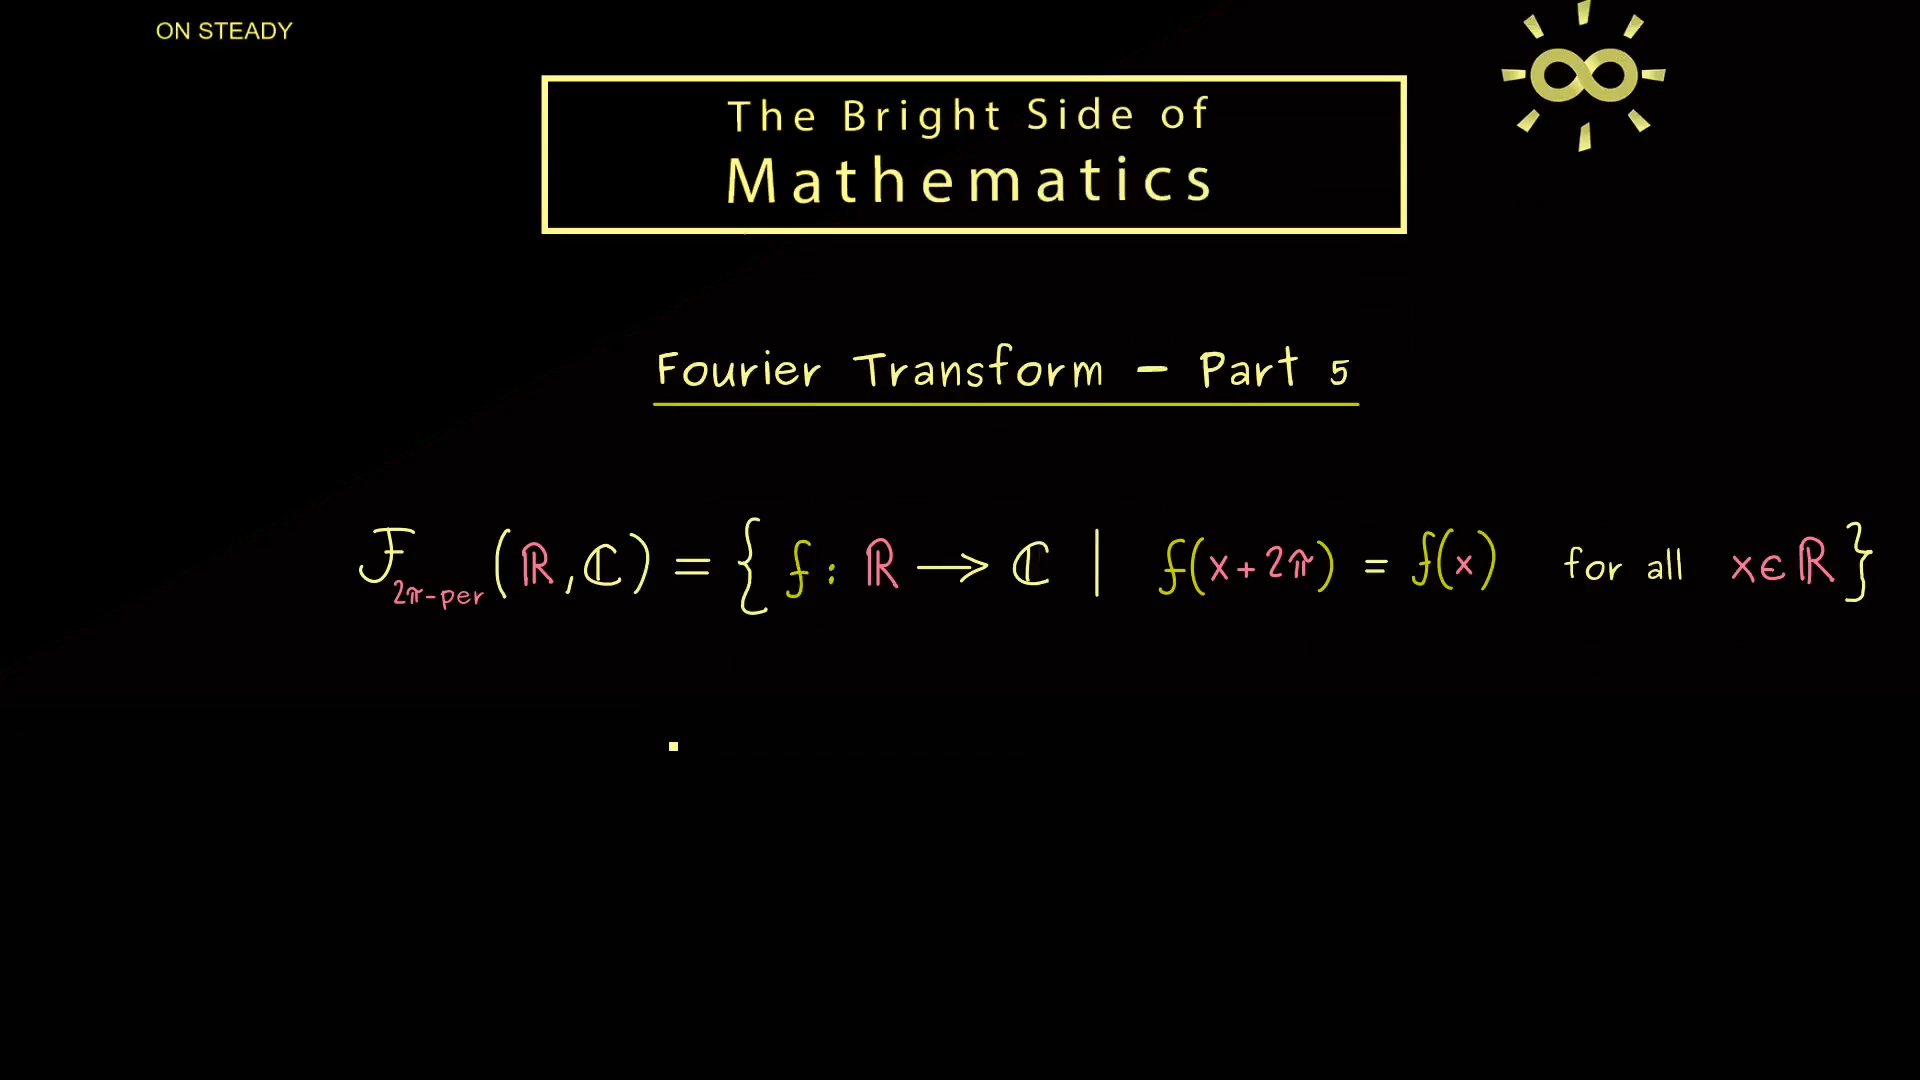 ON STEADY
The Bright Side of
Mathematics
Fourier Transform – Part 5
ℱ₂π-per (ℝ, ℂ) = { f : ℝ ⟶ ℂ | f(x + 2π) = f(x) for all x ∈ ℝ }